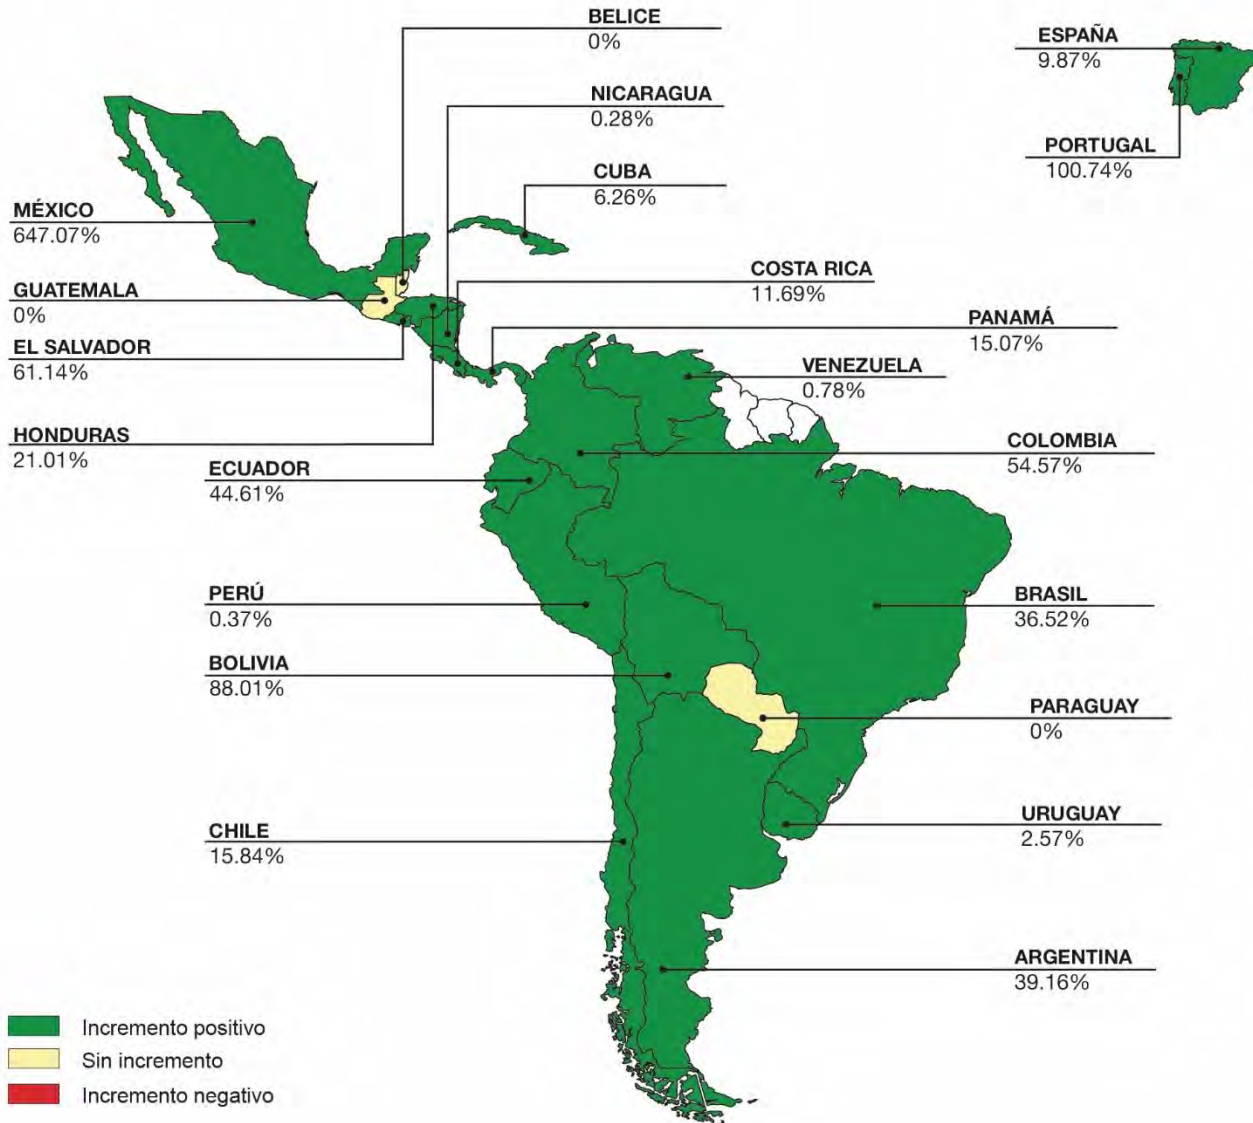 BELICE
0%
ESPAÑA
9.87%
NICARAGUA
0.28%
PORTUGAL
100.74%
CUBA
6.26%
MÉXICO
647.07%
COSTA RICA
11.69%
GUATEMALA
0%
PANAMÁ
15.07%
EL SALVADOR
61.14%
VENEZUELA
0.78%
HONDURAS
21.01%
COLOMBIA
54.57%
ECUADOR
44.61%
PERÚ
0.37%
BRASIL
36.52%
BOLIVIA
88.01%
PARAGUAY
0%
CHILE
15.84%
URUGUAY
2.57%
ARGENTINA
39.16%
Incremento positivo
Sin incremento
Incremento negativo